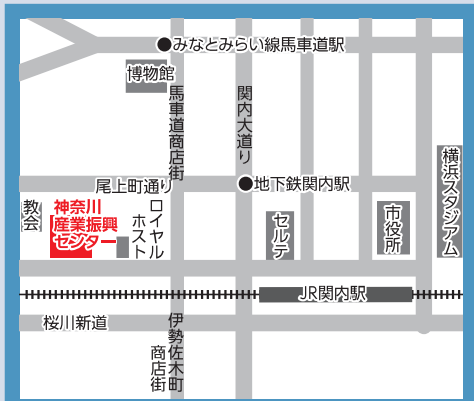 ●みなとみらい線馬車道駅
博物館
馬車道商店街
関内大通り
尾上町通り
●地下鉄関内駅
教会
神奈川
産業振興
センター
ロイヤル
ホスト
セルテ
市役所
横浜スタジアム
JR関内駅
桜川新道
伊勢佐木町
商店街